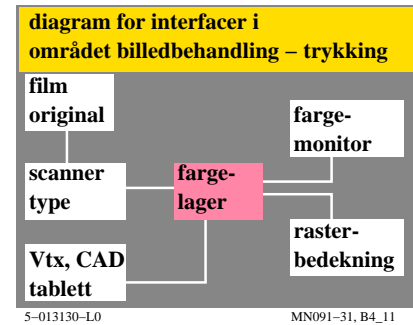 diagram for interfacer i
området billedbehandling – trykking
film
original
farge-
monitor
scanner
type
farge-
lager
raster-
bedekning
Vtx, CAD
tablett
5–013130–L0
MN091–31, B4_11